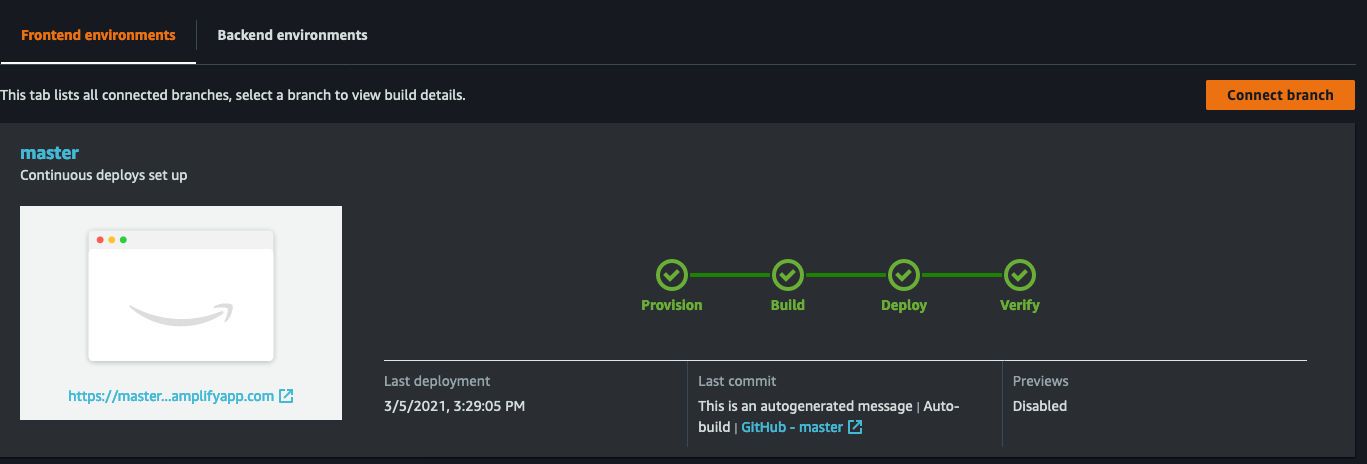 Frontend environments
Backend environments
This tab lists all connected branches, select a branch to view build details.
Connect branch
master
Continuous deploys set up
https://master...amplifyapp.com
Provision
Build
Deploy
Verify
Last deployment
3/5/2021, 3:29:05 PM
Last commit
This is an autogenerated message | Auto-
build | GitHub - master
Previews
Disabled